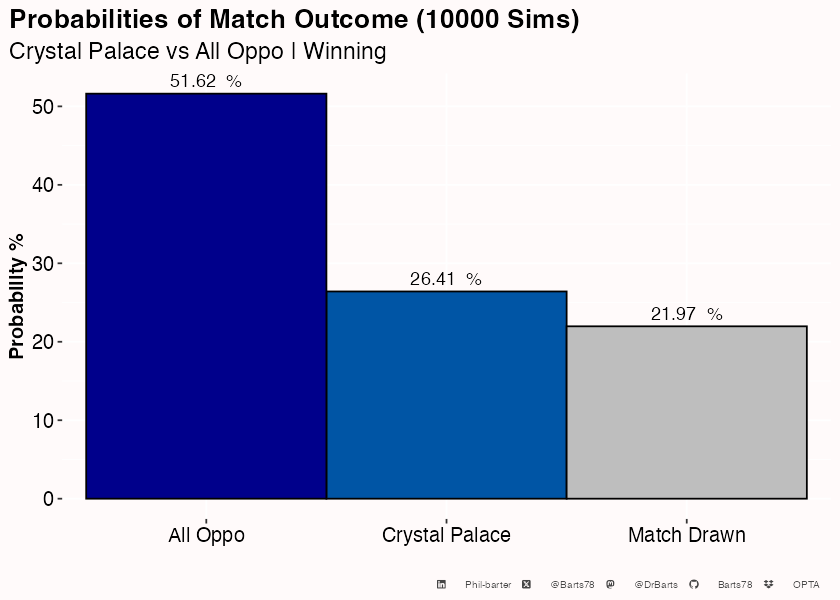 Probabilities of Match Outcome (10000 Sims)
Crystal Palace vs All Oppo | Winning
51.62 %
26.41 %
21.97 %
Probability %
50
40
30
20
10
0
All Oppo
Crystal Palace
Match Drawn
Phil-barter @Barts78 @DrBarts Barts78 OPTA